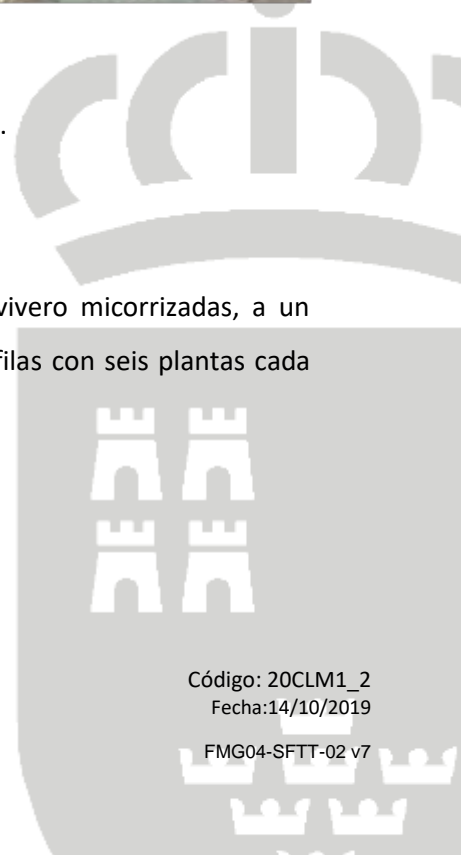 .
vivero micorrizadas, a un
filas con seis plantas cada
Código: 20CLM1_2
Fecha:14/10/2019
FMG04-SFTT-02 v7